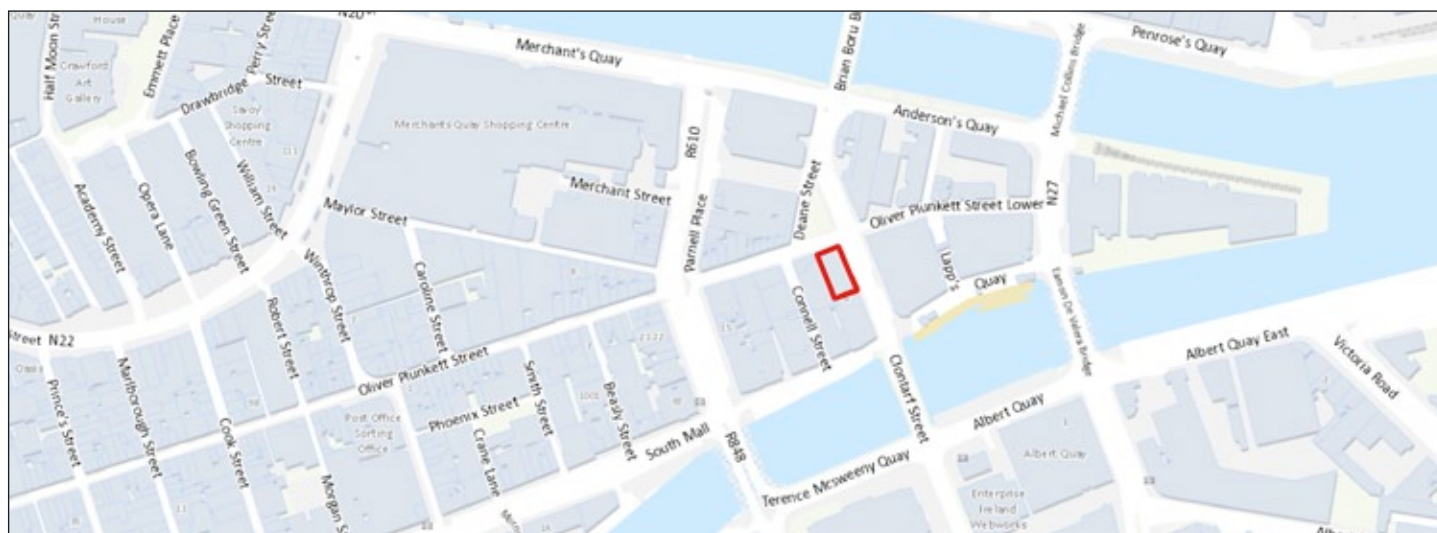 Quay
House
N20
Half Moon Str
Crawford
Art
Gallery
Emmett Place
Perry Street
Drawbridge Street
Savoy
Shopping
Centre
Merchant's Quay
Brian Boru B
Michael Collins Bridge
Penrose's Quay
Anderson's Quay
Merchants Quay Shopping Centre
R610
Parnell Place
Merchant Street
Deane Street
Oliver Plunkett Street Lower
N27
Academy Street
Opera Lane
Bowling Green Street
William Street
Maylor Street
Winthrop Street
Caroline Street
Robert Street
Lapp's
Quay
Connell Street
Clontarf Street
Eamon De Valera Bridge
Albert Quay East
Victoria Road
Street N22
Prince's Street
Marlborough Street
Cook Street
Oliver Plunkett Street
Post Office
Sorting
Office
Phoenix Street
Smith Street
Beasly Street
Crane Lane
Morgan S
South Mall
R848
Terence Mcsweeny Quay
Albert Quay
Albert Quay
Enterprise
Ireland
Webworks